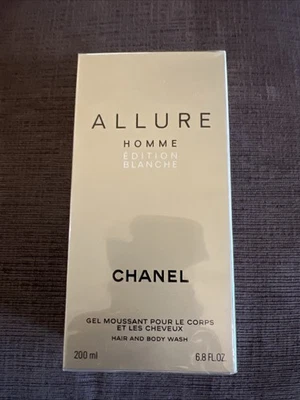 ALLURE
HOMME
ÉDITION
BLANCHE
CHANEL
GEL MOUSSANT POUR LE CORPS
ET LES CHEVEUX
HAIR AND BODY WASH
200 ml 6.8 FL.OZ